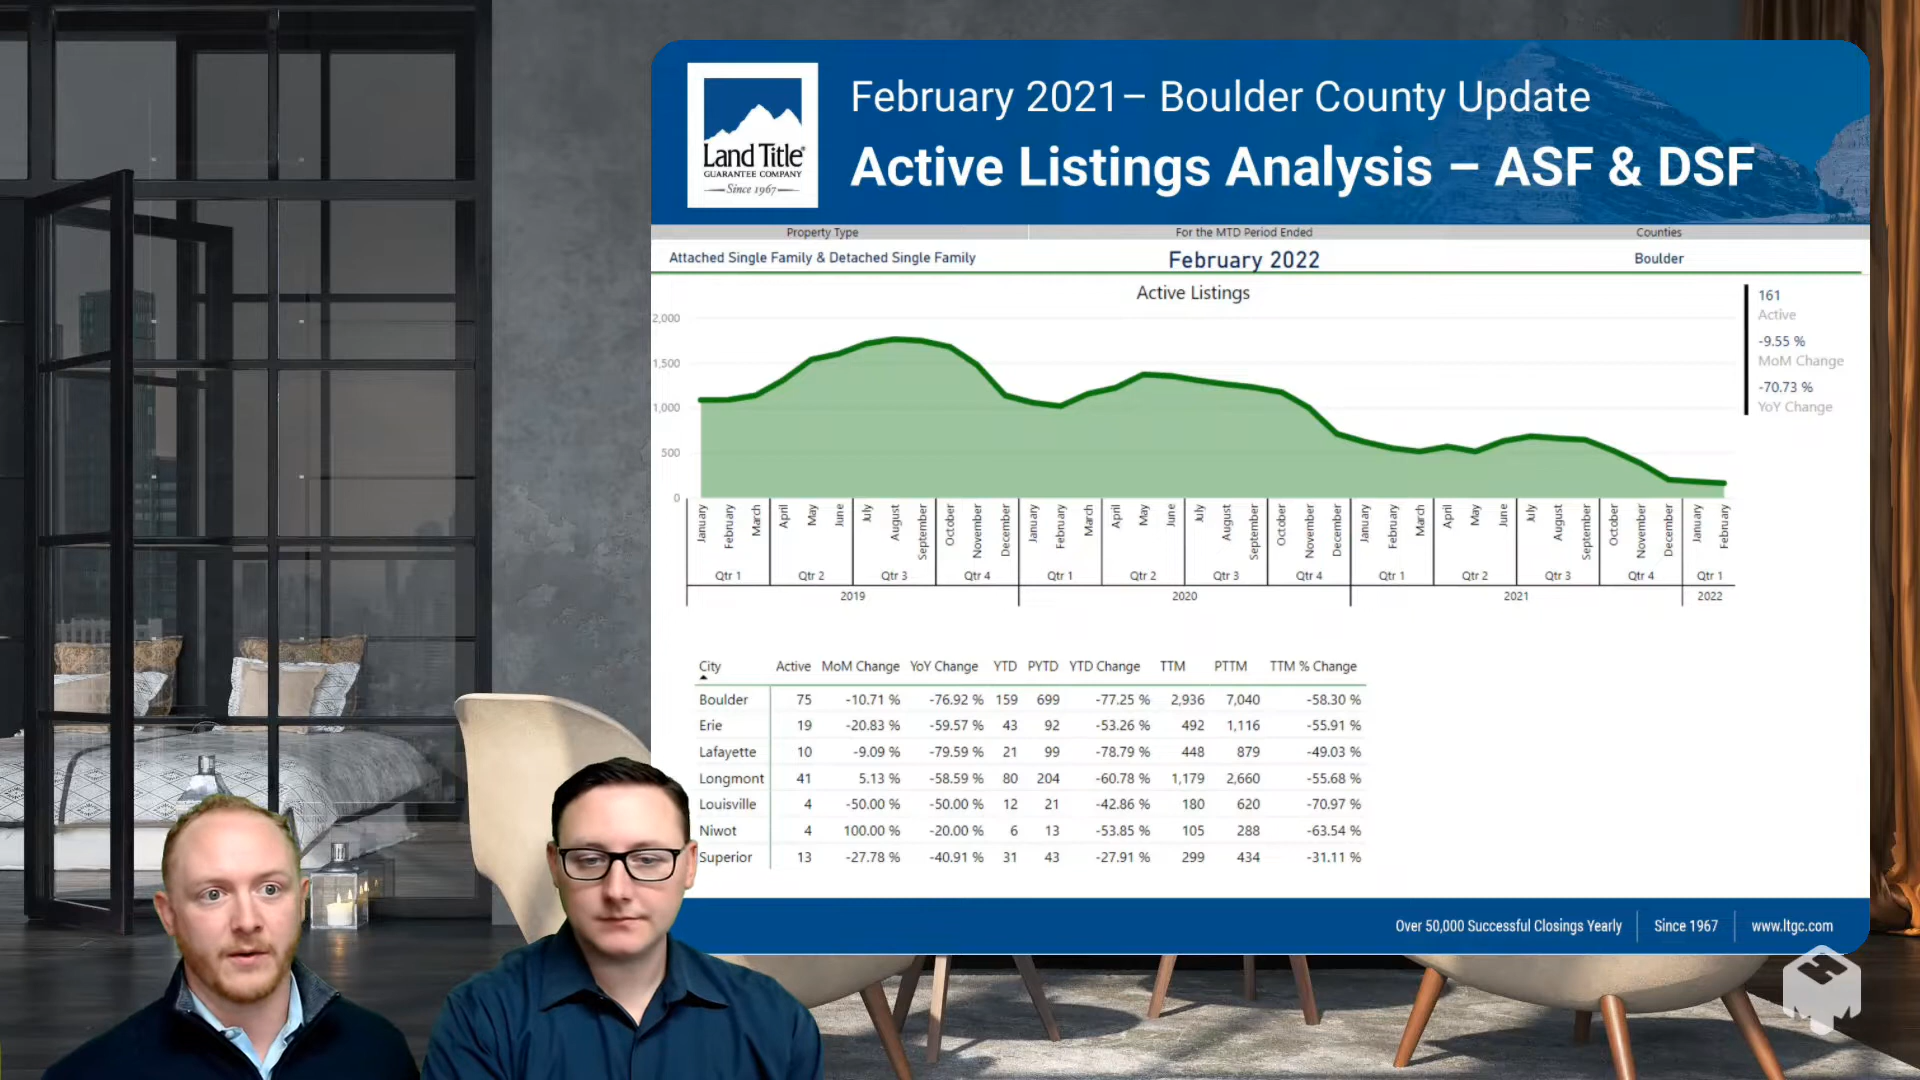 February 2021– Boulder County Update
Active Listings Analysis – ASF & DSF
Land Title®
GUARANTEE COMPANY
Since 1967
Property Type
For the MTD Period Ended
Counties
Attached Single Family & Detached Single Family
February 2022
Boulder
Active Listings
161
Active
-9.55 %
MoM Change
-70.73 %
YoY Change
2,000
1,500
1,000
500
0
January February March April May June July August September October November December January February March April May June July August September October November December January February March April May June July August September October November December January February
Qtr 1 Qtr 2 Qtr 3 Qtr 4 Qtr 1 Qtr 2 Qtr 3 Qtr 4 Qtr 1 Qtr 2 Qtr 3 Qtr 4 Qtr 1
2019 2020 2021 2022
City Active MoM Change YoY Change YTD PYTD YTD Change TTM PTTM TTM % Change
Boulder 75 -10.71 % -76.92 % 159 699 -77.25 % 2,936 7,040 -58.30 %
Erie 19 -20.83 % -59.57 % 43 92 -53.26 % 492 1,116 -55.91 %
Lafayette 10 -9.09 % -79.59 % 21 99 -78.79 % 448 879 -49.03 %
Longmont 41 5.13 % -58.59 % 80 204 -60.78 % 1,179 2,660 -55.68 %
Louisville 4 -50.00 % -50.00 % 12 21 -42.86 % 180 620 -70.97 %
Niwot 4 100.00 % -20.00 % 6 13 -53.85 % 105 288 -63.54 %
Superior 13 -27.78 % -40.91 % 31 43 -27.91 % 299 434 -31.11 %
Over 50,000 Successful Closings Yearly
Since 1967
www.ltgc.com